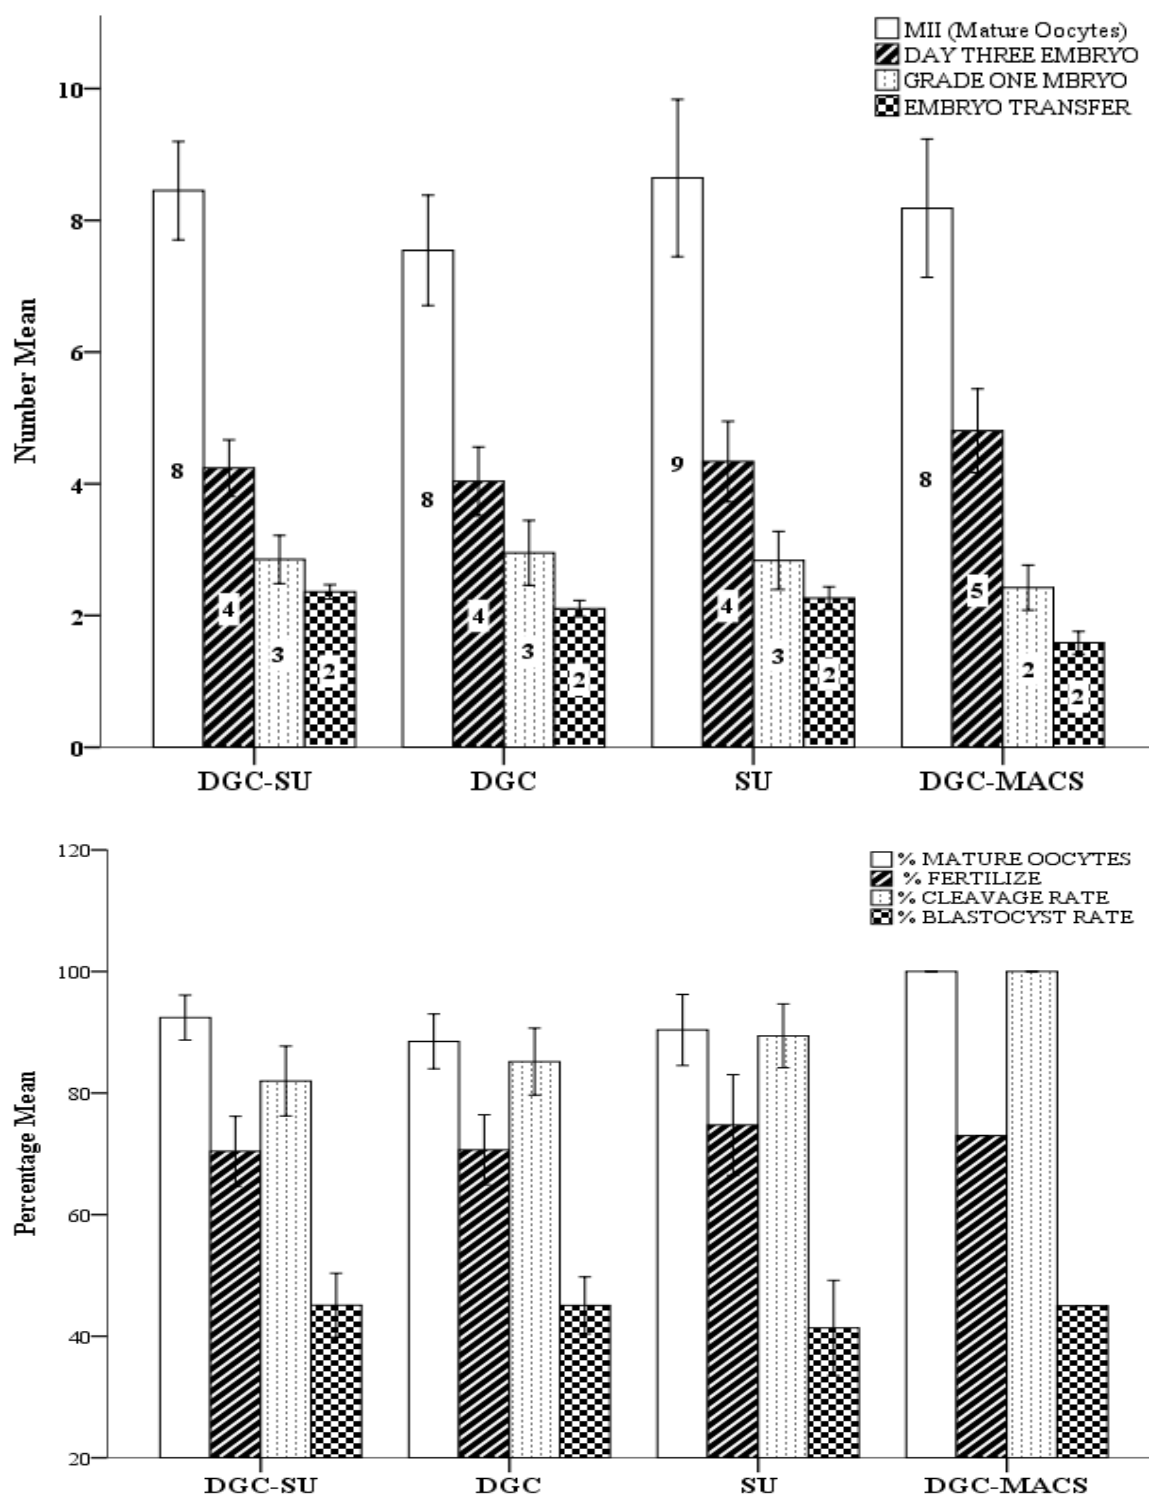 MII (Mature Oocytes)
DAY THREE EMBRYO
GRADE ONE MBRYO
EMBRYO TRANSFER
Number Mean
10
8
6
4
2
0
8
4
3
2
8
4
3
2
9
4
3
2
8
5
2
2
DGC-SU DGC SU DGC-MACS
% MATURE OOCYTES
% FERTILIZE
% CLEAVAGE RATE
% BLASTOCYST RATE
Percentage Mean
120
100
80
60
40
20
DGC-SU DGC SU DGC-MACS